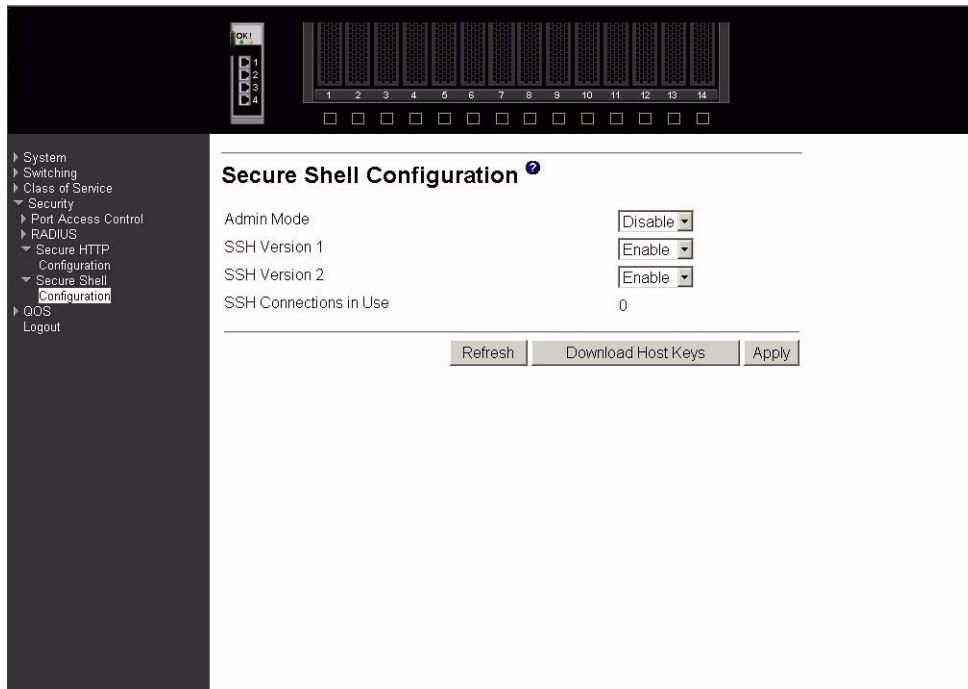 OK!
1
2
3
4
1 2 3 4 5 6 7 8 9 10 11 12 13 14
System
Switching
Class of Service
Security
Port Access Control
RADIUS
Secure HTTP
Configuration
Secure Shell
Configuration
QOS
Logout
Secure Shell Configuration ?
Admin Mode Disable
SSH Version 1 Enable
SSH Version 2 Enable
SSH Connections in Use 0
Refresh Download Host Keys Apply